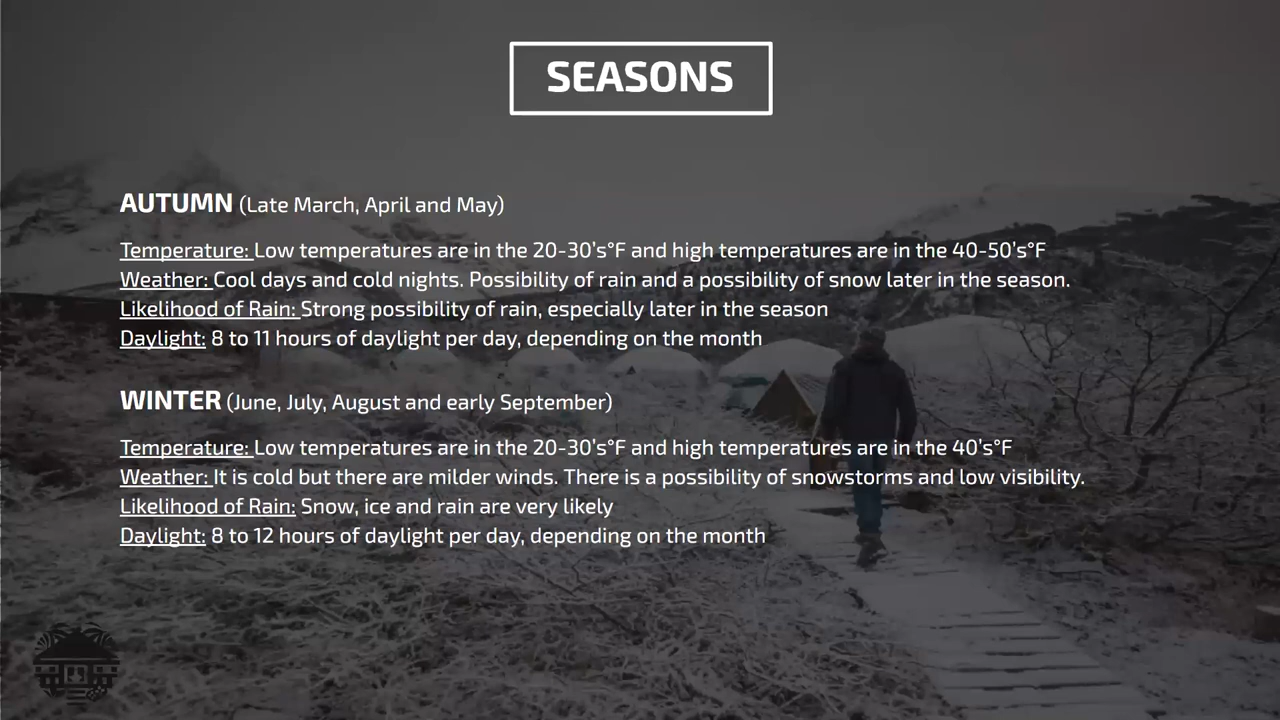 SEASONS
AUTUMN (Late March, April and May)
Temperature: Low temperatures are in the 20-30's°F and high temperatures are in the 40-50's°F
Weather: Cool days and cold nights. Possibility of rain and a possibility of snow later in the season.
Likelihood of Rain: Strong possibility of rain, especially later in the season
Daylight: 8 to 11 hours of daylight per day, depending on the month
WINTER (June, July, August and early September)
Temperature: Low temperatures are in the 20-30's°F and high temperatures are in the 40's°F
Weather: It is cold but there are milder winds. There is a possibility of snowstorms and low visibility.
Likelihood of Rain: Snow, ice and rain are very likely
Daylight: 8 to 12 hours of daylight per day, depending on the month